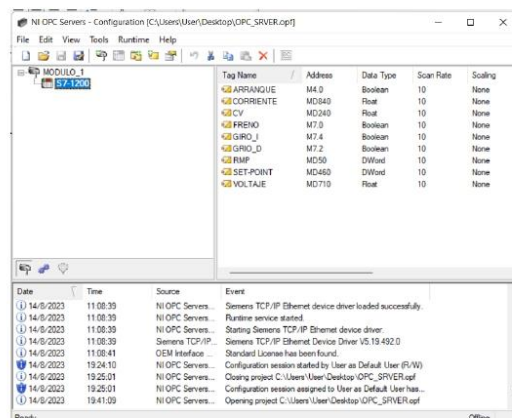 NI OPC Servers - Configuration [C:\Users\User\Desktop\OPC_SRVER.opf]
File Edit View Tools Runtime Help
MODULO_1
S7-1200
Tag Name / Address Data Type Scan Rate Scaling
ARRANQUE M4.0 Boolean 10 None
CORRIENTE MD840 Float 10 None
CV MD240 Float 10 None
FRENO M7.0 Boolean 10 None
GIRO_I M7.4 Boolean 10 None
GRIO_D M7.2 Boolean 10 None
RMP MD50 DWord 10 None
SET-POINT MD460 DWord 10 None
VOLTAJE MD710 Float 10 None
Date Time Source Event
14/8/2023 11:08:39 NI OPC Servers... Siemens TCP/IP Ethernet device driver loaded successfully.
14/8/2023 11:08:39 NI OPC Servers... Runtime service started.
14/8/2023 11:08:39 NI OPC Servers... Starting Siemens TCP/IP Ethernet device driver.
14/8/2023 11:08:39 Siemens TCP/IP... Siemens TCP/IP Ethernet Device Driver V5.19.492.0
14/8/2023 11:08:41 OEM Interface ... Standard License has been found.
14/8/2023 19:24:10 NI OPC Servers... Configuration session started by User as Default User (R/W)
14/8/2023 19:25:01 NI OPC Servers... Closing project C:\Users\User\Desktop\OPC_SRVER.opf
14/8/2023 19:25:01 NI OPC Servers... Configuration session assigned to User as Default User has...
14/8/2023 19:41:09 NI OPC Servers... Opening project C:\Users\User\Desktop\OPC_SRVER.opf
Ready Offline